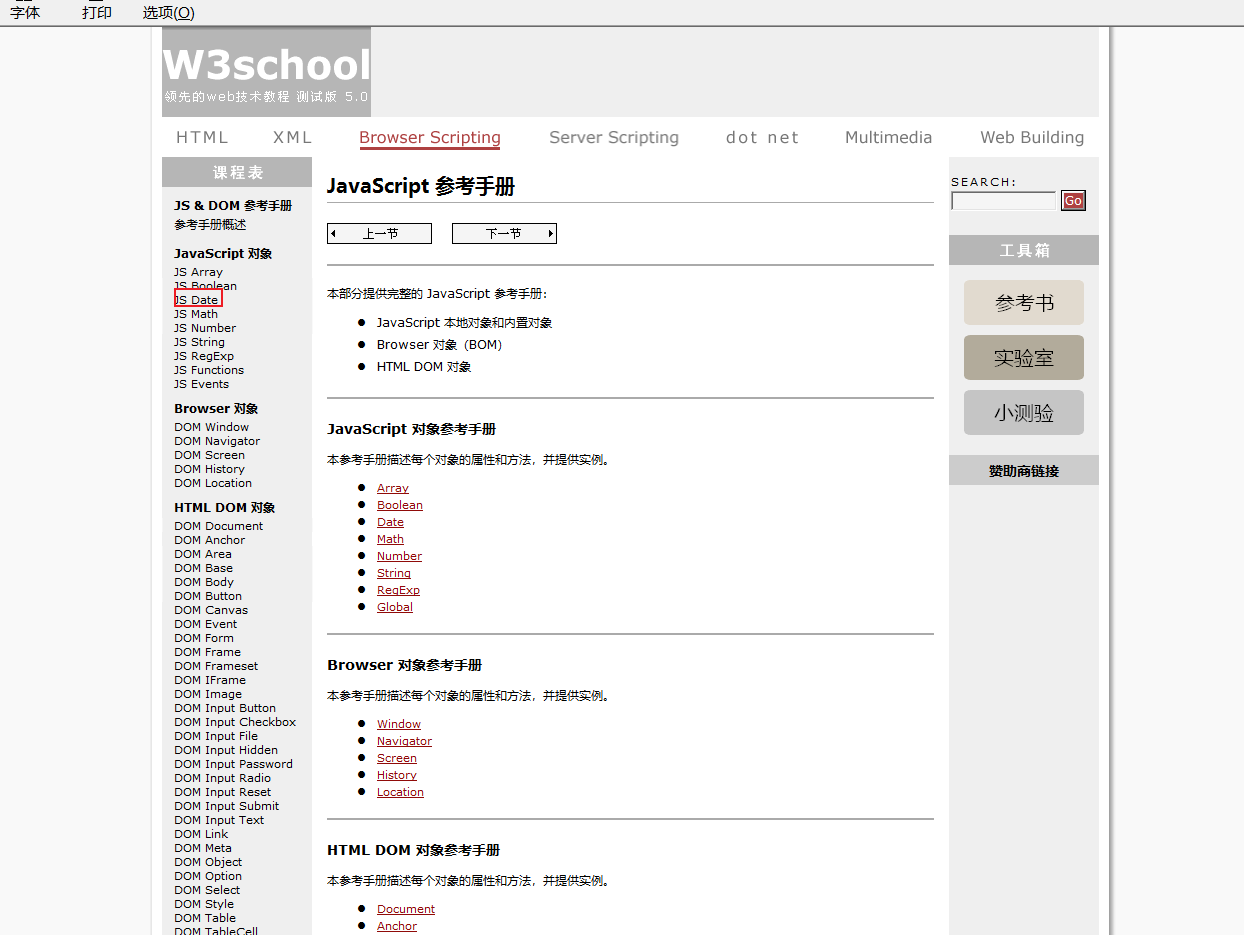 字体 打印 选项(O)
W3school
领先的web技术教程 测试版 5.0
HTML XML Browser Scripting Server Scripting dot net Multimedia Web Building
课程表
JS & DOM 参考手册
参考手册概述
JavaScript 对象
JS Array
JS Boolean
JS Date
JS Math
JS Number
JS String
JS RegExp
JS Functions
JS Events
Browser 对象
DOM Window
DOM Navigator
DOM Screen
DOM History
DOM Location
HTML DOM 对象
DOM Document
DOM Anchor
DOM Area
DOM Base
DOM Body
DOM Button
DOM Canvas
DOM Event
DOM Form
DOM Frame
DOM Frameset
DOM IFrame
DOM Image
DOM Input Button
DOM Input Checkbox
DOM Input File
DOM Input Hidden
DOM Input Password
DOM Input Radio
DOM Input Reset
DOM Input Submit
DOM Input Text
DOM Link
DOM Meta
DOM Object
DOM Option
DOM Select
DOM Style
DOM Table
DOM TableCell
JavaScript 参考手册
上一节 下一节
本部分提供完整的 JavaScript 参考手册：
● JavaScript 本地对象和内置对象
● Browser 对象（BOM）
● HTML DOM 对象
JavaScript 对象参考手册
本参考手册描述每个对象的属性和方法，并提供实例。
● Array
● Boolean
● Date
● Math
● Number
● String
● RegExp
● Global
Browser 对象参考手册
本参考手册描述每个对象的属性和方法，并提供实例。
● Window
● Navigator
● Screen
● History
● Location
HTML DOM 对象参考手册
本参考手册描述每个对象的属性和方法，并提供实例。
● Document
● Anchor
SEARCH:
Go
工具箱
参考书
实验室
小测验
赞助商链接